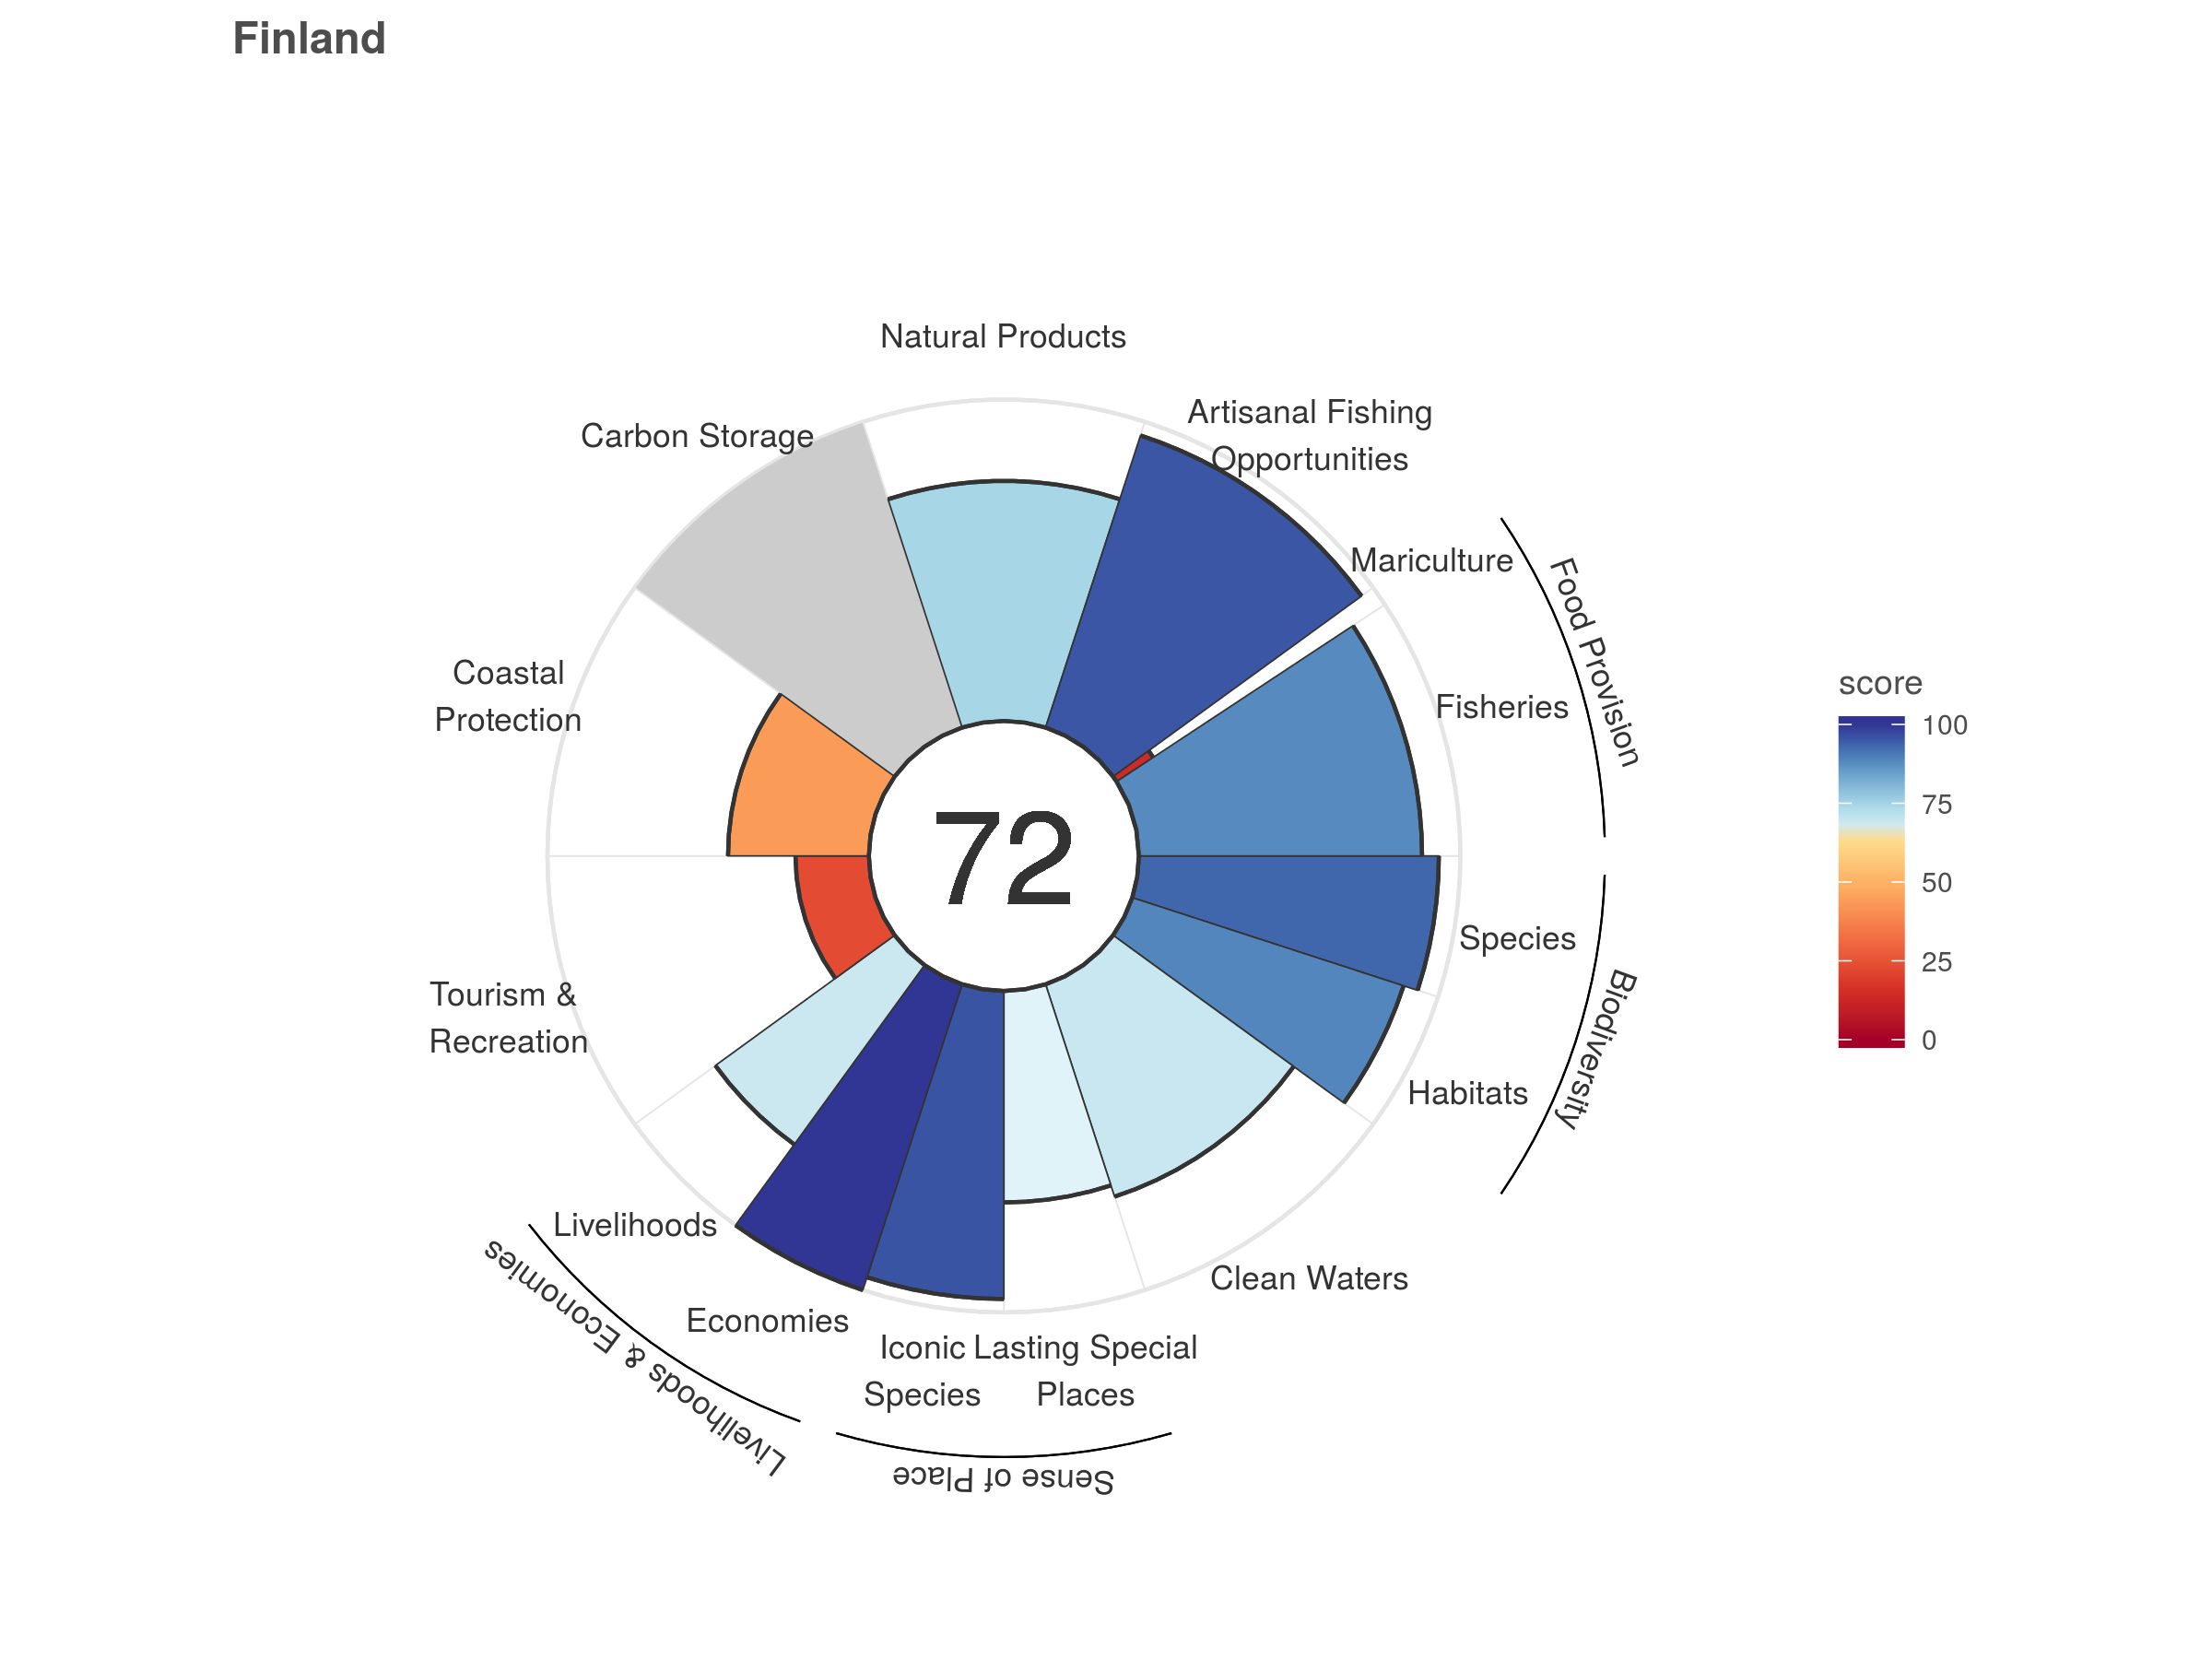 Finland
Natural Products
Artisanal Fishing
Opportunities
Carbon Storage
Mariculture
Food Provision
Coastal
Protection
Fisheries
score
100
75
50
25
0
72
Species
Biodiversity
Tourism &
Recreation
Habitats
Livelihoods
Clean Waters
Economies
Livelihoods & Economies
Iconic
Species
Lasting Special
Places
Sense of Place